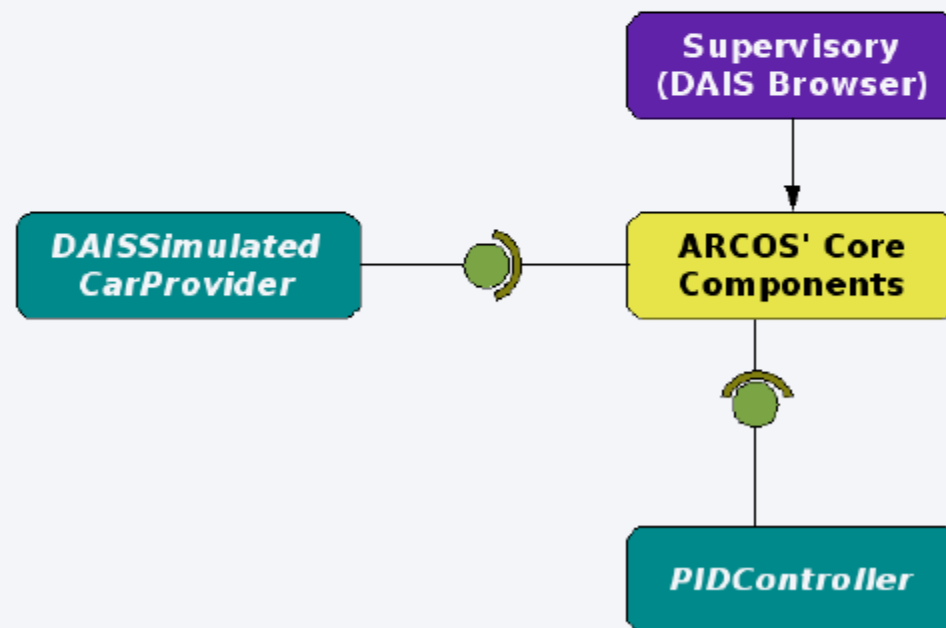 Supervisory
(DAIS Browser)
DAISSimulated
CarProvider
ARCOS' Core
Components
PIDController